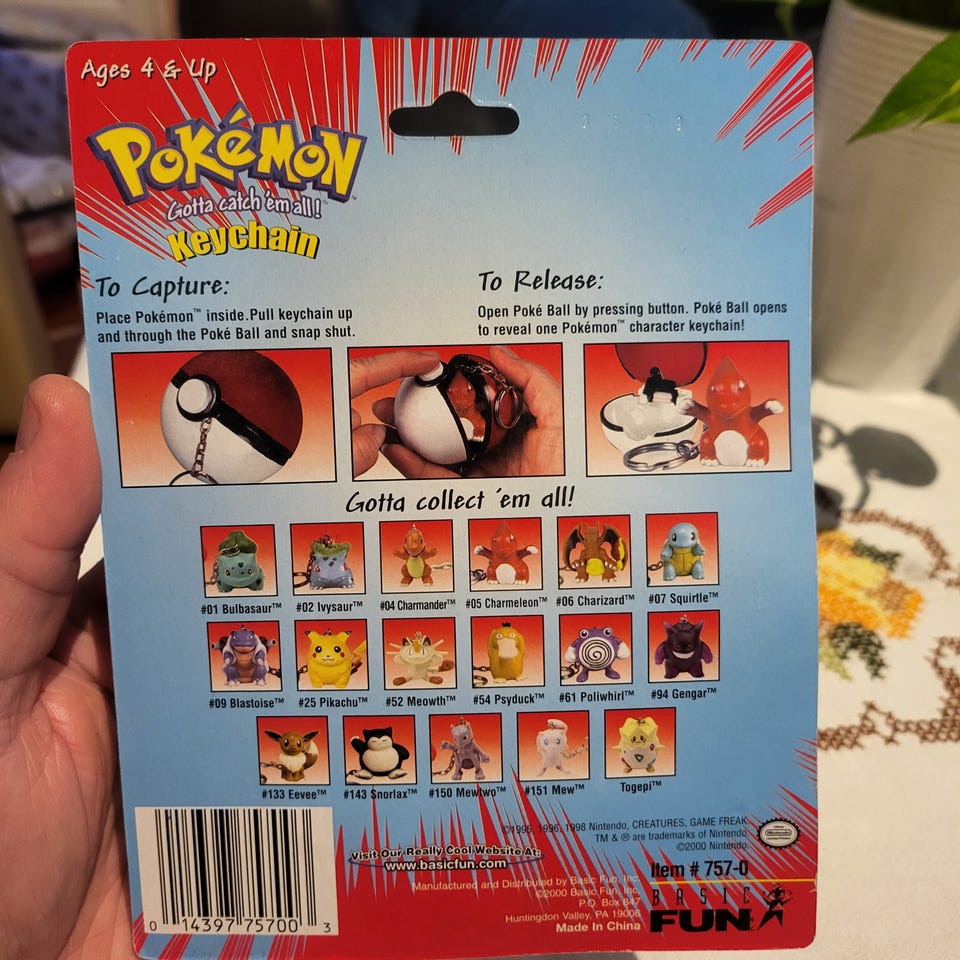 Ages 4 & Up
POKéMON
Gotta catch 'em all!™
Keychain
To Capture:
Place Pokémon™ inside.Pull keychain up
and through the Poké Ball and snap shut.
To Release:
Open Poké Ball by pressing button. Poké Ball opens
to reveal one Pokémon™ character keychain!
Gotta collect 'em all!
#01 Bulbasaur™ #02 Ivysaur™ #04 Charmander™ #05 Charmeleon™ #06 Charizard™ #07 Squirtle™
#09 Blastoise™ #25 Pikachu™ #52 Meowth™ #54 Psyduck™ #61 Poliwhirl™ #94 Gengar™
#133 Eevee™ #143 Snorlax™ #150 Mewtwo™ #151 Mew™ Togepi™
©1995, 1996, 1998 Nintendo, CREATURES, GAME FREAK.
TM & ® are trademarks of Nintendo.
©2000 Nintendo.
Visit Our Really Cool Website At:
www.basicfun.com
Manufactured and Distributed by Basic Fun, Inc.
©2000 Basic Fun, Inc.
P.O. Box 847
Huntingdon Valley, PA 19006
Made In China
Item # 757-0
BASIC
FUN
0 14397 75700 3